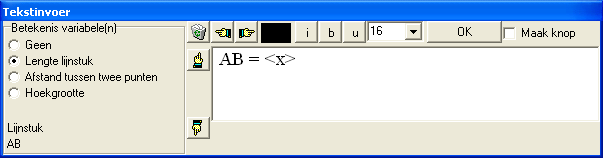 Tekstinvoer
Betekenis variabele(n)
Geen
Lengte lijnstuk
Afstand tussen twee punten
Hoekgrootte
Lijnstuk
AB
i b u 16 OK Maak knop
AB = <x>